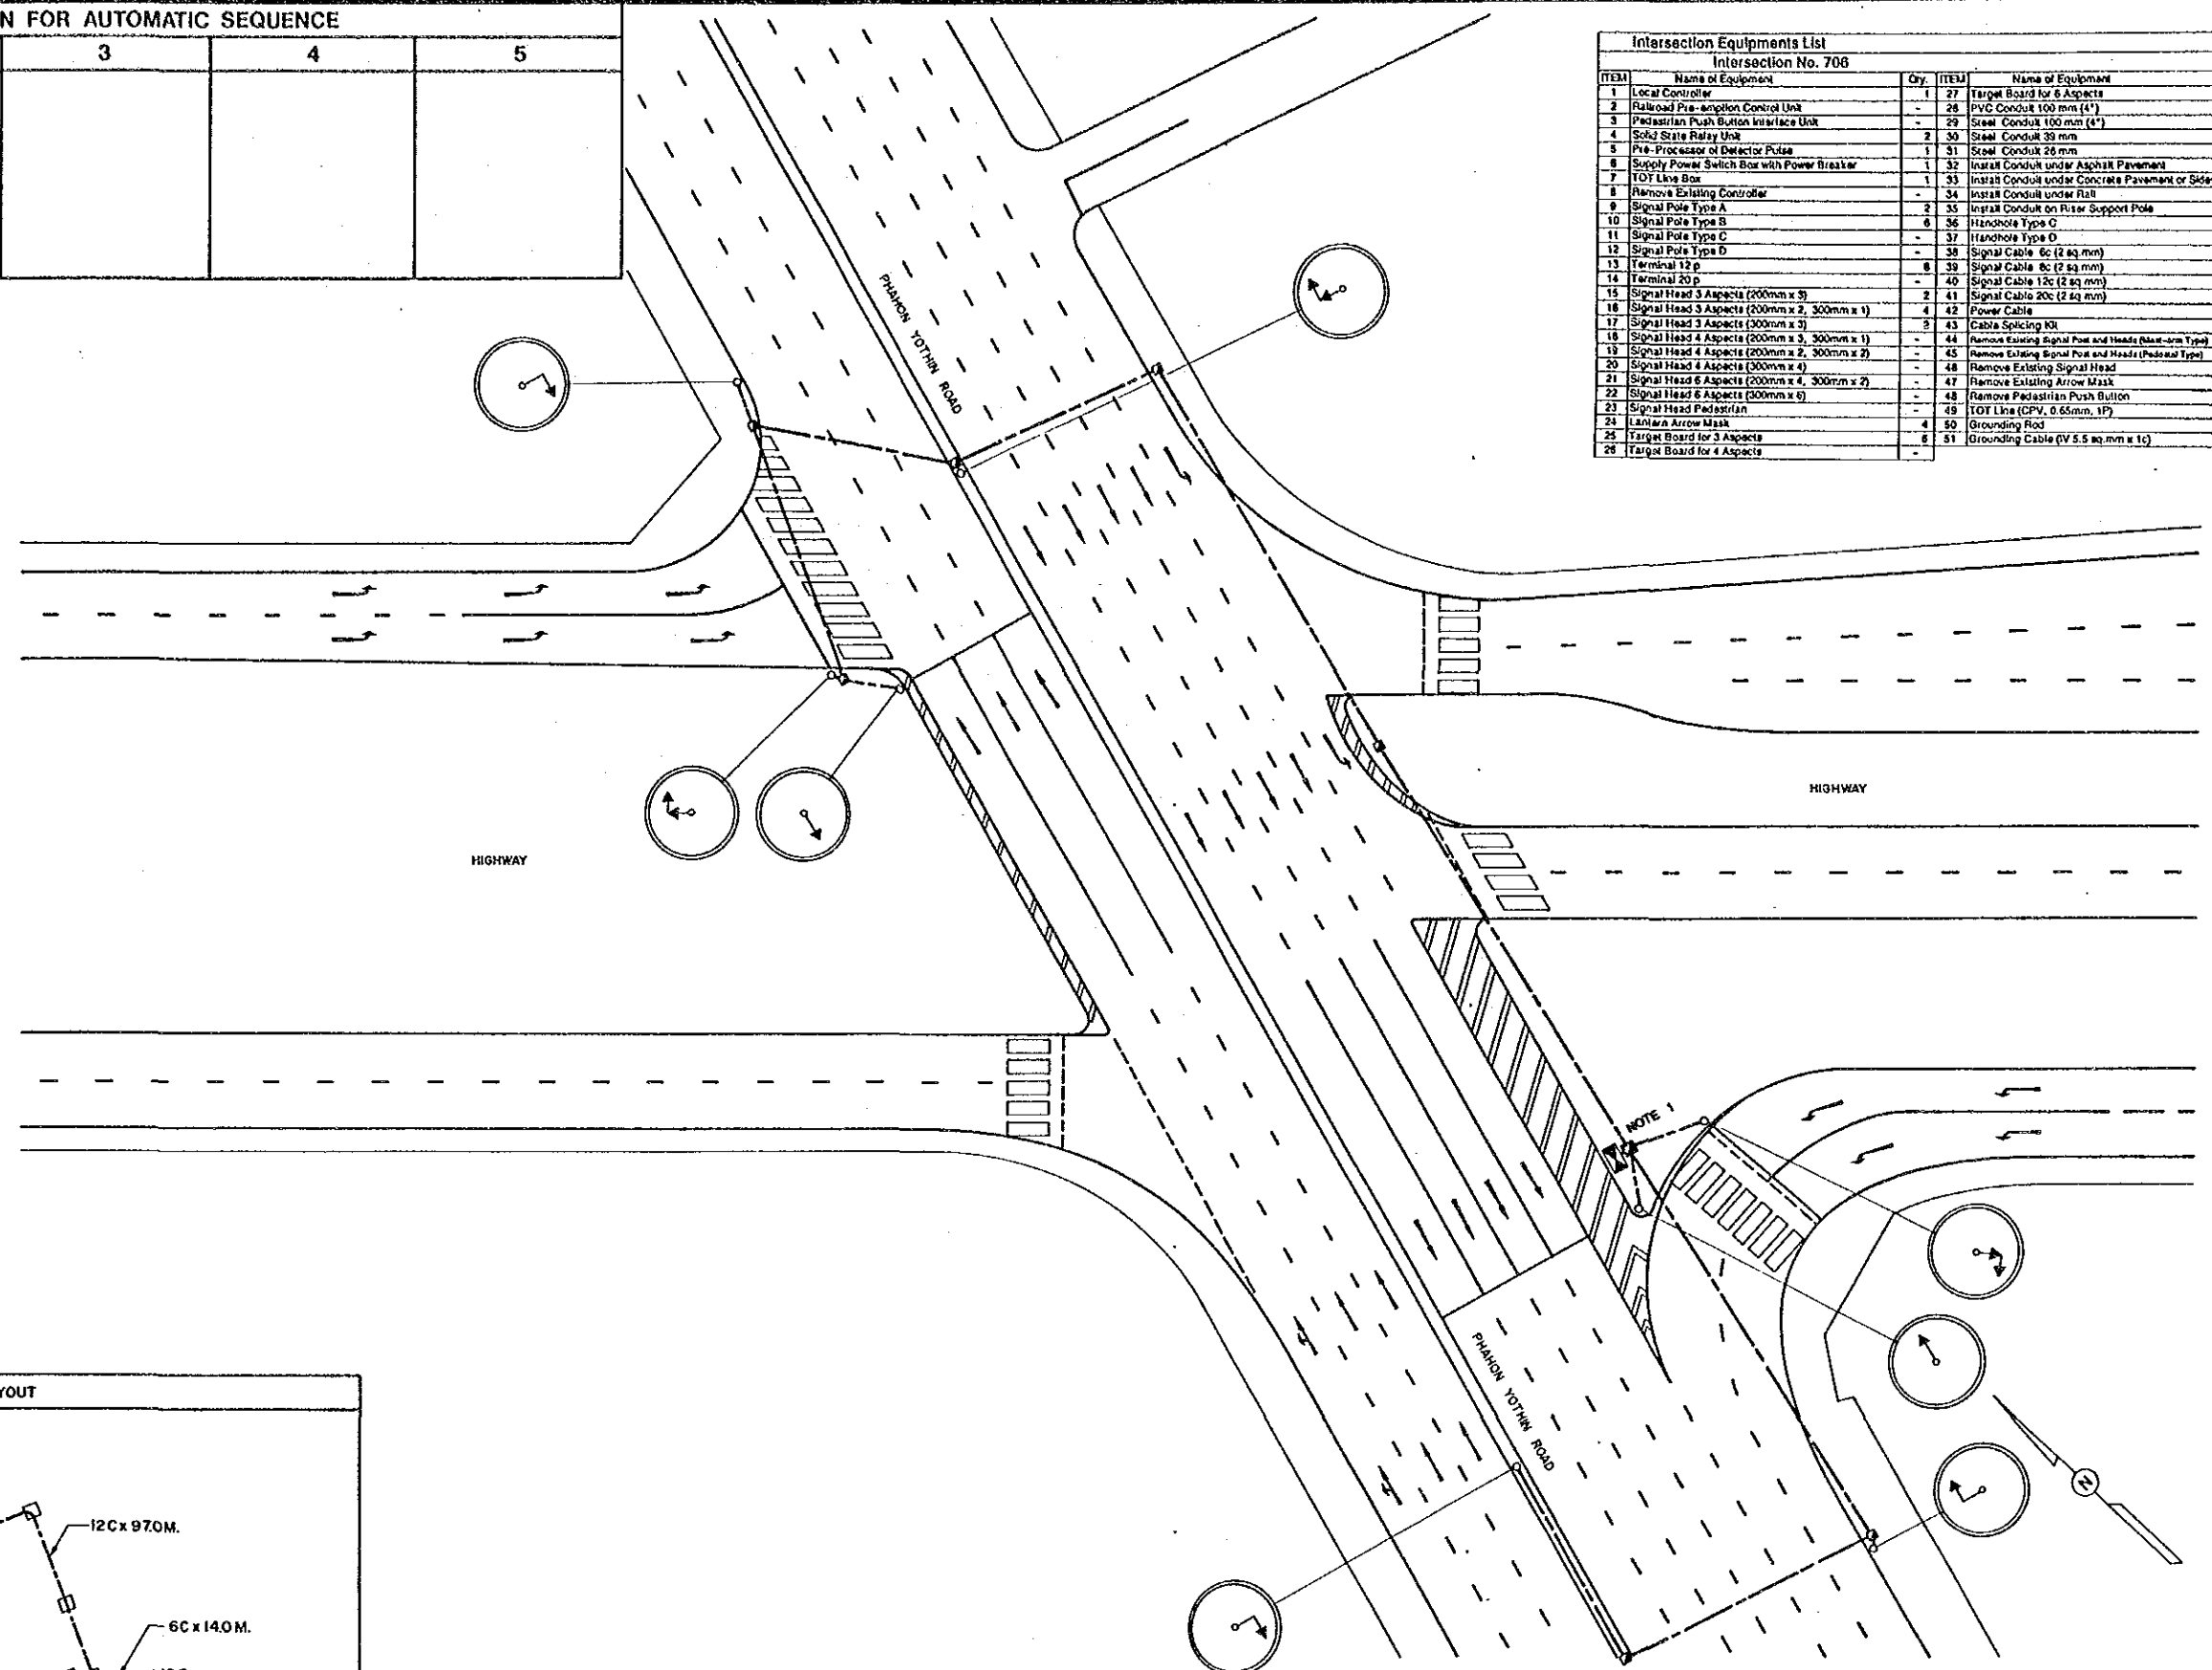 N FOR AUTOMATIC SEQUENCE
3 4 5
Intersection Equipments List
Intersection No. 706
ITEM Name of Equipment Qty. ITEM Name of Equipment
1 Local Controller 1 27 Target Board for 6 Aspects
2 Railroad Pre-emption Control Unit - 28 PVC Conduit 100 mm (4")
3 Pedestrian Push Button Interface Unit - 29 Steel Conduit 100 mm (4")
4 Solid State Relay Unit 2 30 Steel Conduit 39 mm
5 Pre-Processor of Detector Pulse 1 31 Steel Conduit 26 mm
6 Supply Power Switch Box with Power Breaker 1 32 Install Conduit under Asphalt Pavement
7 TOT Line Box 1 33 Install Conduit under Concrete Pavement or Side
8 Remove Existing Controller - 34 Install Conduit under Rail
9 Signal Pole Type A 2 35 Install Conduit on Riser Support Pole
10 Signal Pole Type B 6 36 Handhole Type C
11 Signal Pole Type C - 37 Handhole Type D
12 Signal Pole Type D - 38 Signal Cable 6c (2 sq.mm)
13 Terminal 12 p 8 39 Signal Cable 8c (2 sq.mm)
14 Terminal 20 p - 40 Signal Cable 12c (2 sq mm)
15 Signal Head 3 Aspects (200mm x 3) 2 41 Signal Cable 20c (2 sq mm)
16 Signal Head 3 Aspects (200mm x 2, 300mm x 1) 4 42 Power Cable
17 Signal Head 3 Aspects (300mm x 3) 2 43 Cable Splicing Kit
18 Signal Head 4 Aspects (200mm x 3, 300mm x 1) - 44 Remove Existing Signal Post and Heads (Mast-arm Type)
19 Signal Head 4 Aspects (200mm x 2, 300mm x 2) - 45 Remove Existing Signal Post and Heads (Pedestal Type)
20 Signal Head 4 Aspects (300mm x 4) - 46 Remove Existing Signal Head
21 Signal Head 6 Aspects (200mm x 4, 300mm x 2) - 47 Remove Existing Arrow Mask
22 Signal Head 6 Aspects (300mm x 6) - 48 Remove Pedestrian Push Button
23 Signal Head Pedestrian - 49 TOT Line (CPV, 0.65mm, 1P)
24 Lantern Arrow Mask 4 50 Grounding Rod
25 Target Board for 3 Aspects 6 51 Grounding Cable (IV 5.5 sq.mm x 1c)
26 Target Board for 4 Aspects -
PHAHON YOTHIN ROAD
HIGHWAY
HIGHWAY
NOTE 1
PHAHON YOTHIN ROAD
N
YOUT
12C x 97.0M.
6C x 14.0M.